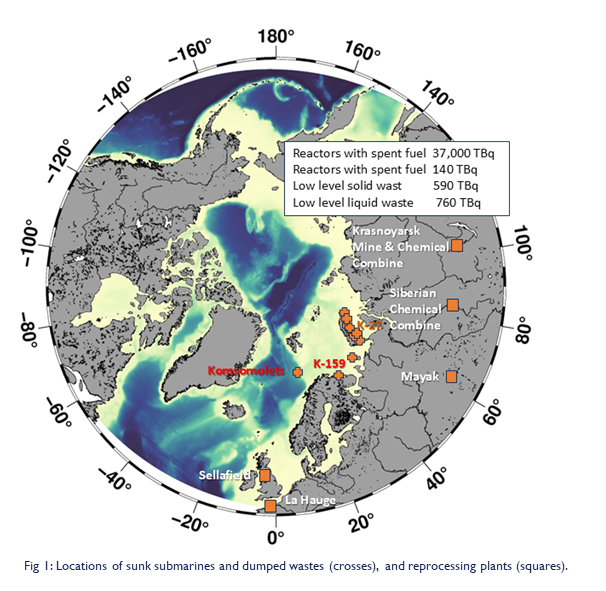 180°
-160°
160°
-140°
140°
-120°
Reactors with spent fuel 37,000 TBq
Reactors with spent fuel 140 TBq
Low level solid wast 590 TBq
Low level liquid waste 760 TBq
-100°
100°
Krasnoyarsk
Mine & Chemical
Combine
Siberian
Chemical
Combine
K-27
-80°
80°
K-159
Komsomolets
Mayak
-60°
60°
Sellafield
La Hauge
-40°
40°
-20°
20°
0°
Fig 1: Locations of sunk submarines and dumped wastes (crosses), and reprocessing plants (squares).